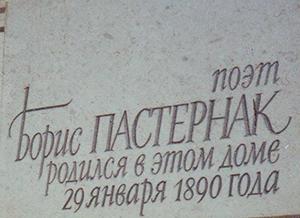 поэт
Борис ПАСТЕРНАК
родился в этом доме
29 января 1890 года